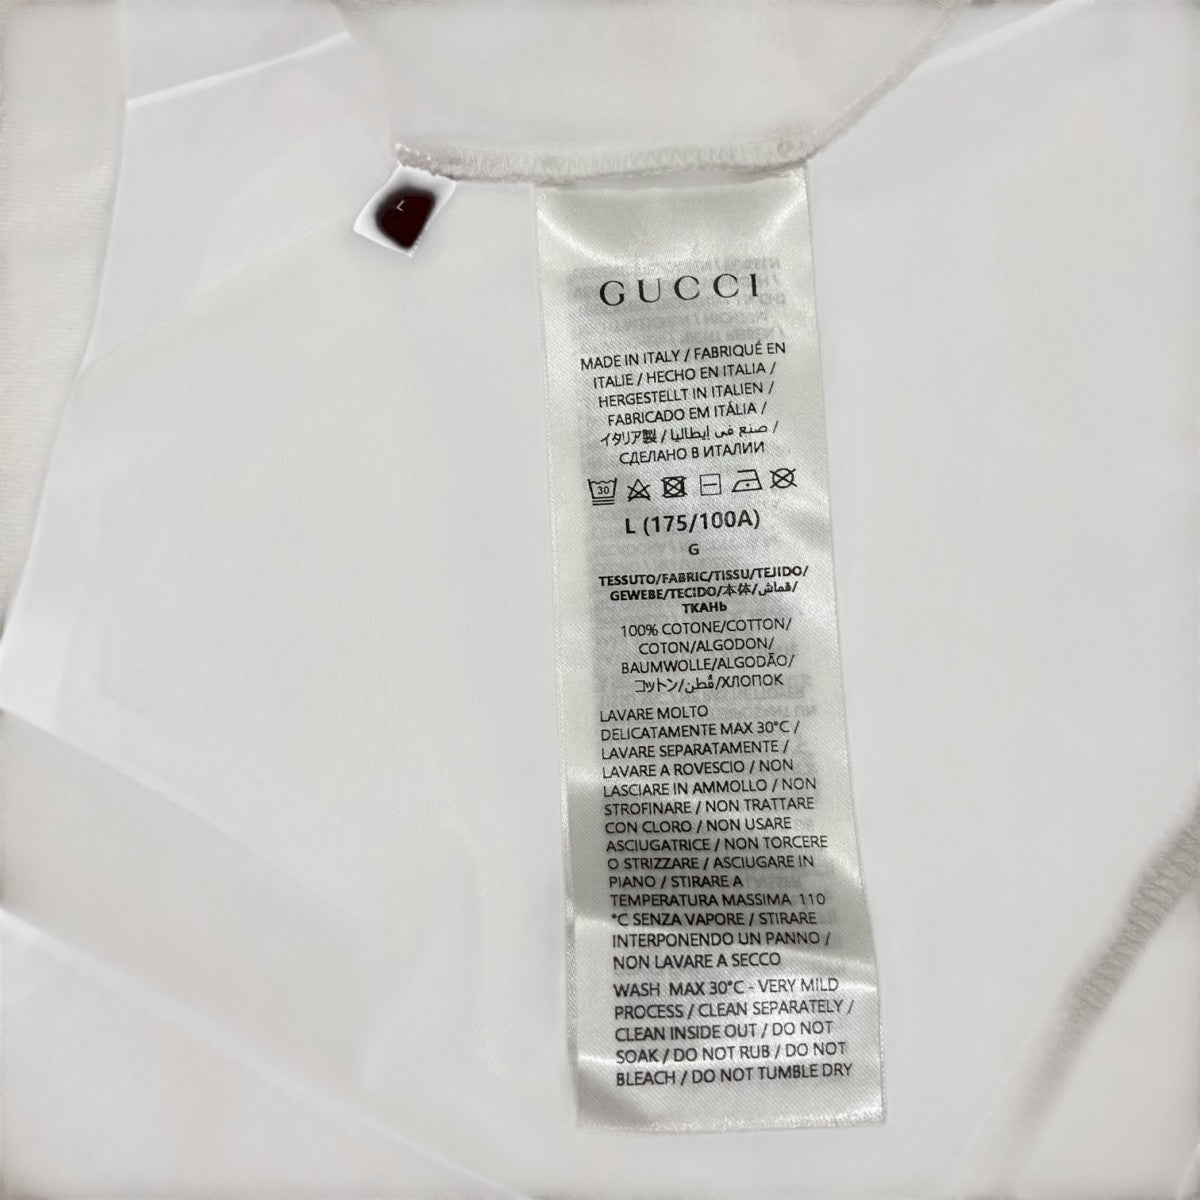 L
GUCCI
MADE IN ITALY / FABRIQUÉ EN
ITALIE / HECHO EN ITALIA /
HERGESTELLT IN ITALIEN /
FABRICADO EM ITÁLIA /
イタリア製 / صنع في إيطاليا /
СДЕЛАНО В ИТАЛИИ
30
L (175/100A)
G
TESSUTO/FABRIC/TISSU/TEJIDO/
GEWEBE/TECIDO/本体/قماش/
ТКАНЬ
100% COTONE/COTTON/
COTON/ALGODON/
BAUMWOLLE/ALGODÃO/
コットン/قُطن/ХЛОПОК
LAVARE MOLTO
DELICATAMENTE MAX 30°C /
LAVARE SEPARATAMENTE /
LAVARE A ROVESCIO / NON
LASCIARE IN AMMOLLO / NON
STROFINARE / NON TRATTARE
CON CLORO / NON USARE
ASCIUGATRICE / NON TORCERE
O STRIZZARE / ASCIUGARE IN
PIANO / STIRARE A
TEMPERATURA MASSIMA 110
°C SENZA VAPORE / STIRARE
INTERPONENDO UN PANNO /
NON LAVARE A SECCO
WASH MAX 30°C - VERY MILD
PROCESS / CLEAN SEPARATELY /
CLEAN INSIDE OUT / DO NOT
SOAK / DO NOT RUB / DO NOT
BLEACH / DO NOT TUMBLE DRY